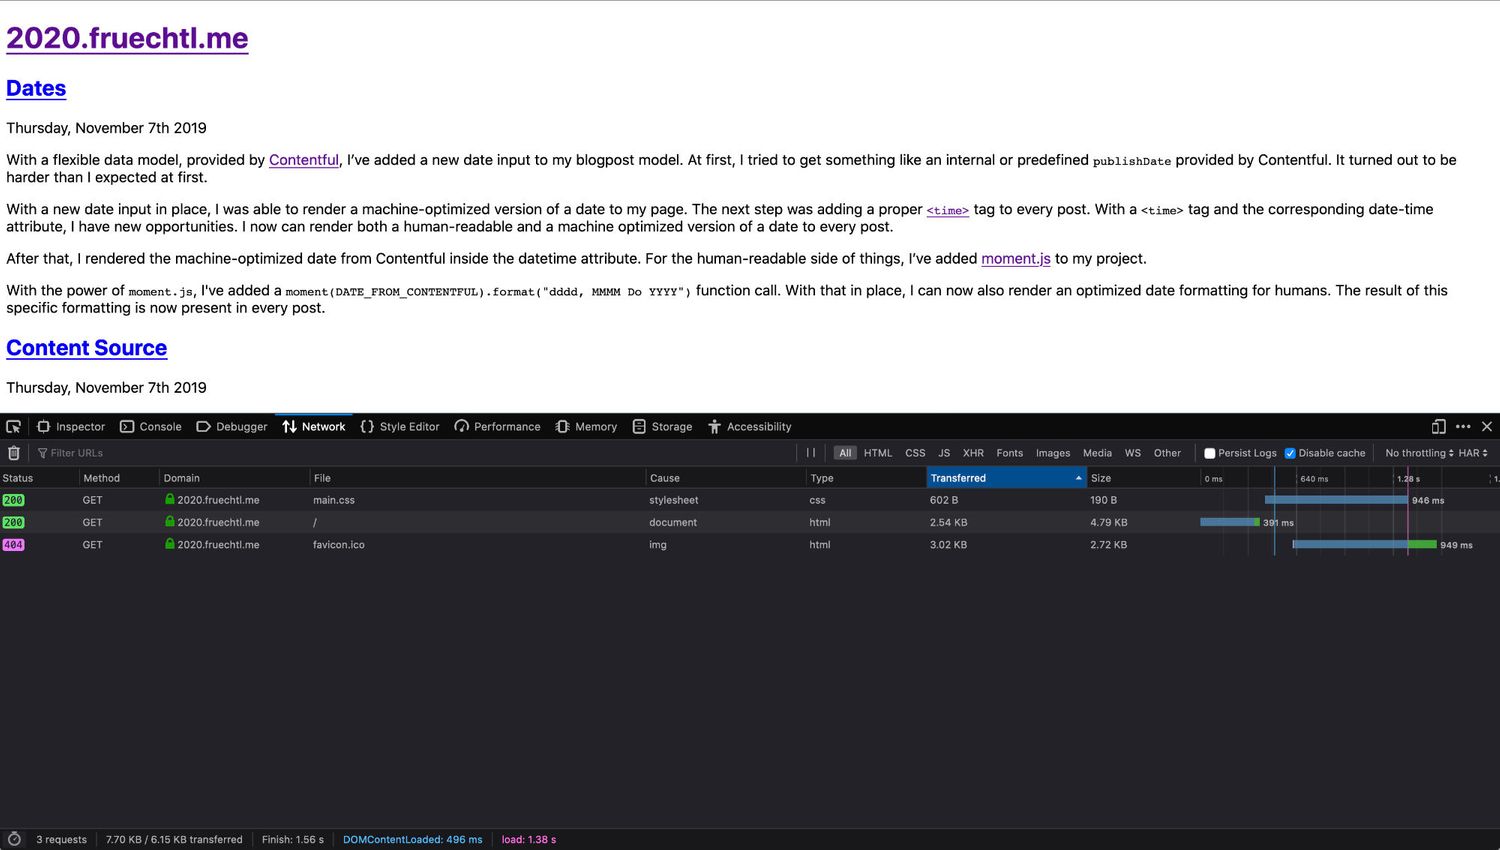 2020.fruechtl.me
Dates
Thursday, November 7th 2019
With a flexible data model, provided by Contentful, I’ve added a new date input to my blogpost model. At first, I tried to get something like an internal or predefined publishDate provided by Contentful. It turned out to be
harder than I expected at first.
With a new date input in place, I was able to render a machine-optimized version of a date to my page. The next step was adding a proper <time> tag to every post. With a <time> tag and the corresponding date-time
attribute, I have new opportunities. I now can render both a human-readable and a machine optimized version of a date to every post.
After that, I rendered the machine-optimized date from Contentful inside the datetime attribute. For the human-readable side of things, I’ve added moment.js to my project.
With the power of moment.js, I've added a moment(DATE_FROM_CONTENTFUL).format("dddd, MMMM Do YYYY") function call. With that in place, I can now also render an optimized date formatting for humans. The result of this
specific formatting is now present in every post.
Content Source
Thursday, November 7th 2019
Inspector Console Debugger Network Style Editor Performance Memory Storage Accessibility
Filter URLs All HTML CSS JS XHR Fonts Images Media WS Other Persist Logs Disable cache No throttling HAR
Status Method Domain File Cause Type Transferred Size 0 ms 640 ms 1.28 s 1.
200 GET 2020.fruechtl.me main.css stylesheet css 602 B 190 B 946 ms
200 GET 2020.fruechtl.me / document html 2.54 KB 4.79 KB 391 ms
404 GET 2020.fruechtl.me favicon.ico img html 3.02 KB 2.72 KB 949 ms
3 requests 7.70 KB / 6.15 KB transferred Finish: 1.56 s DOMContentLoaded: 496 ms load: 1.38 s